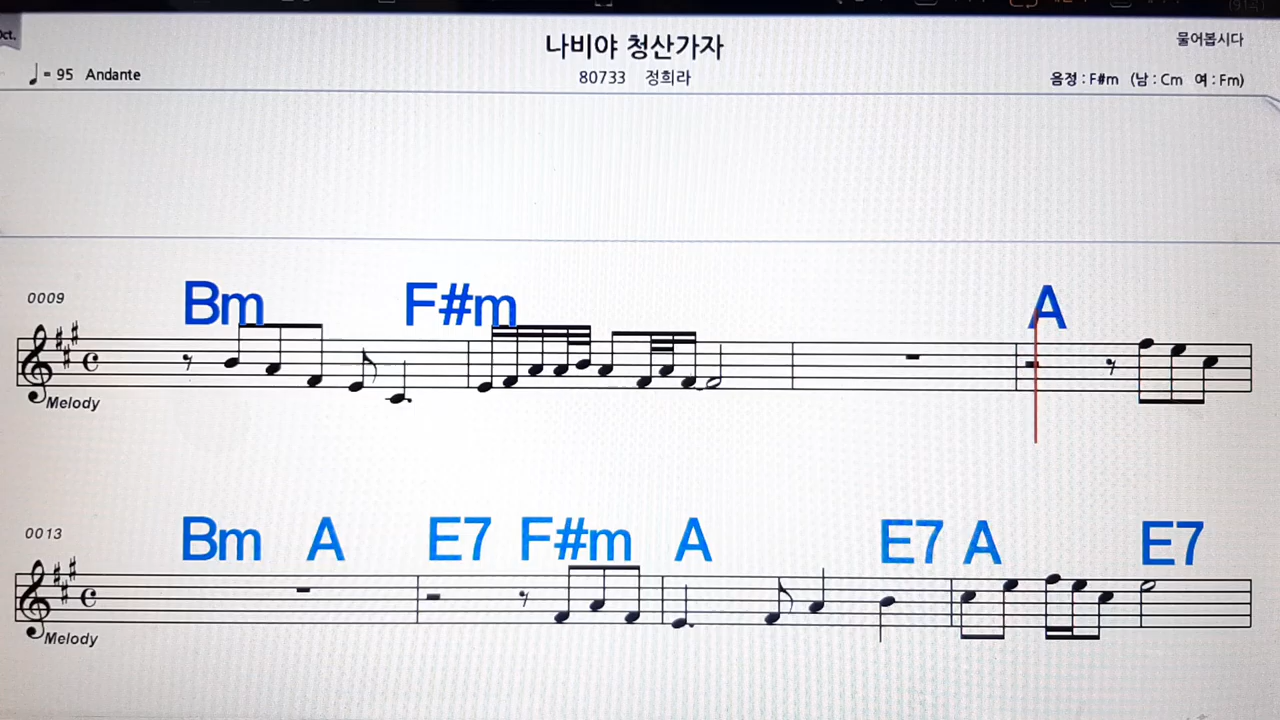 Oct.
나비야 청산가자
물어봅시다
♩= 95 Andante
80733 정희라
음정 : F#m (남 : Cm 여 : Fm)
0009
Bm F#m A
Melody
0013
Bm A E7 F#m A E7 A E7
Melody